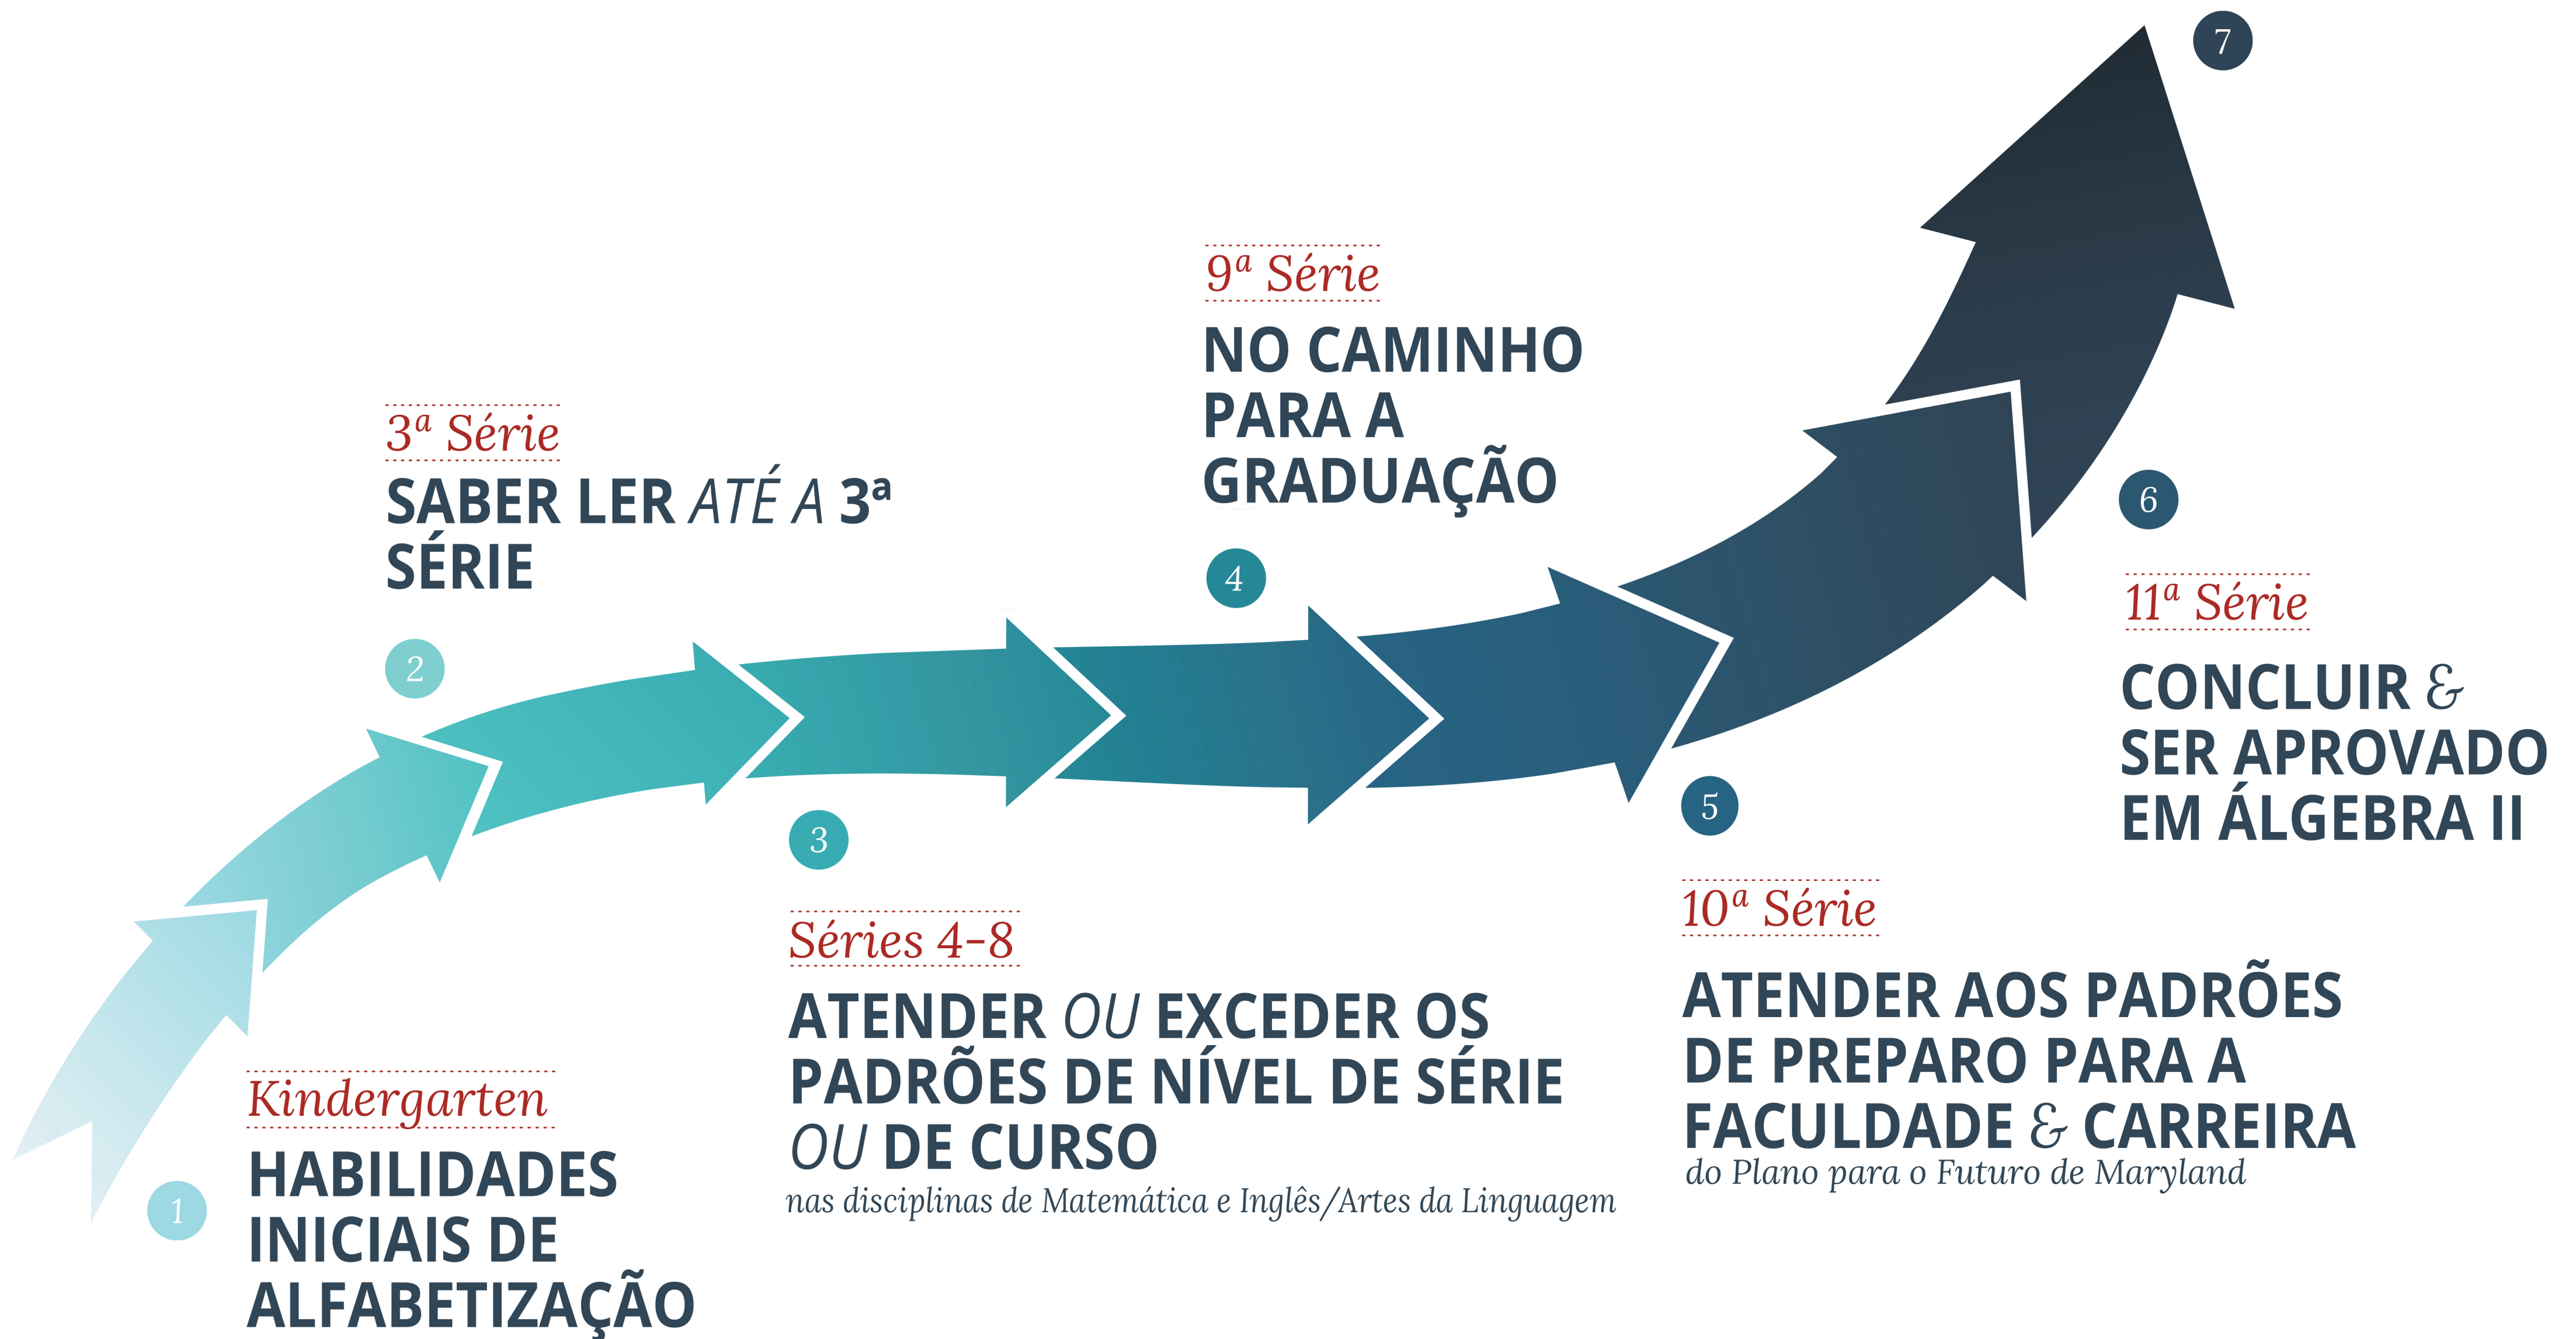 1
Kindergarten
HABILIDADES
INICIAIS DE
ALFABETIZAÇÃO
2
3ª Série
SABER LER ATÉ A 3ª
SÉRIE
3
Séries 4-8
ATENDER OU EXCEDER OS
PADRÕES DE NÍVEL DE SÉRIE
OU DE CURSO
nas disciplinas de Matemática e Inglês/Artes da Linguagem
4
9ª Série
NO CAMINHO
PARA A
GRADUAÇÃO
5
10ª Série
ATENDER AOS PADRÕES
DE PREPARO PARA A
FACULDADE & CARREIRA
do Plano para o Futuro de Maryland
6
11ª Série
CONCLUIR &
SER APROVADO
EM ÁLGEBRA II
7